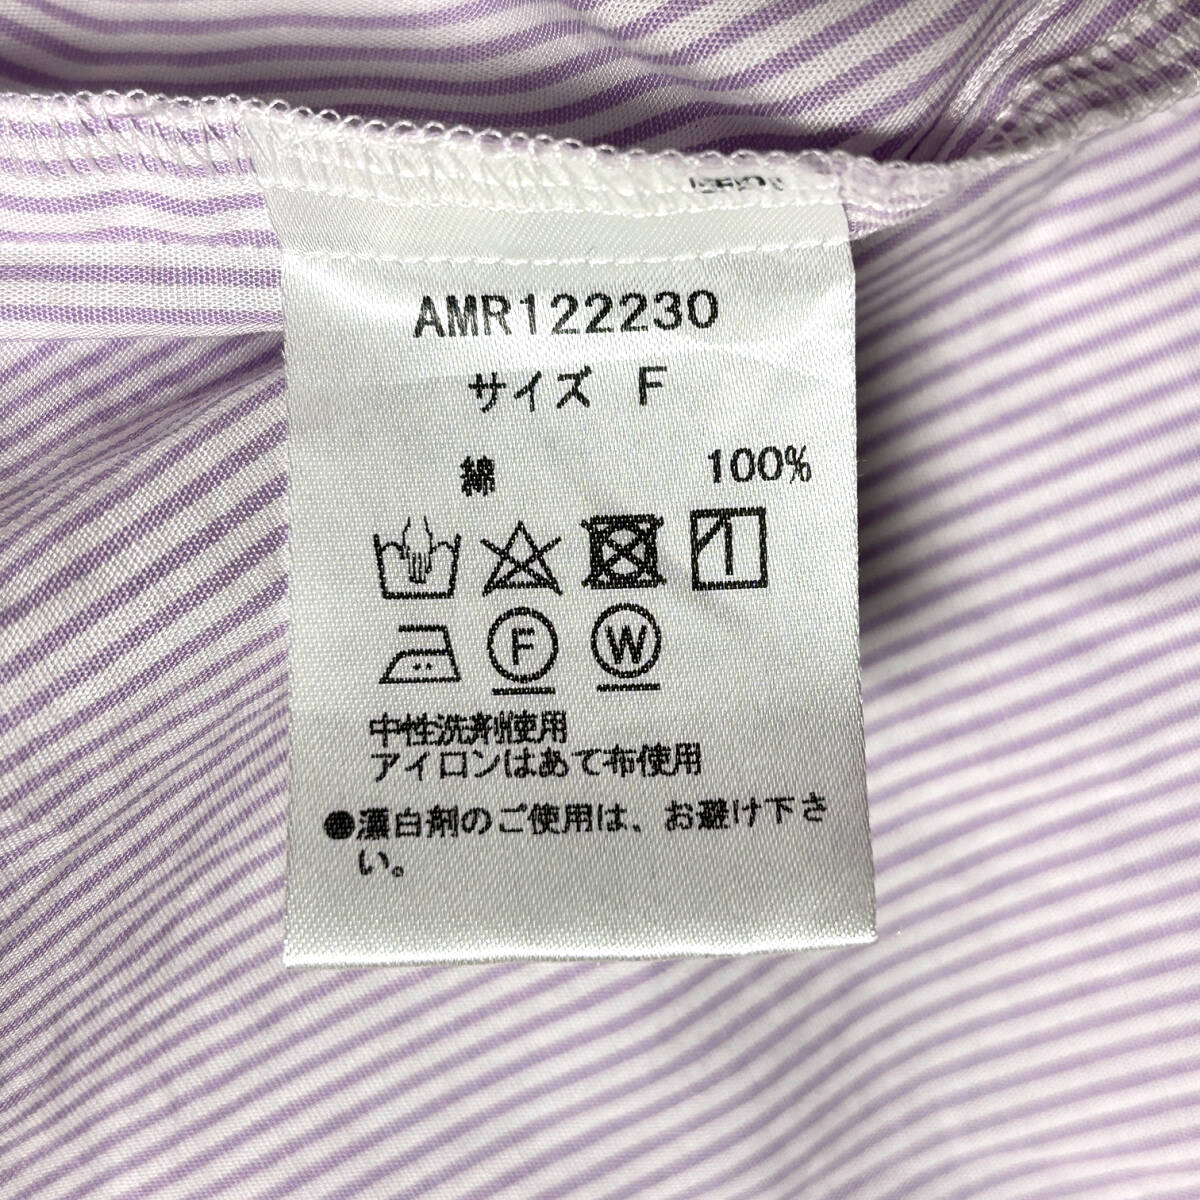 AMR122230
サイズ F
綿 100%
F W
中性洗剤使用
アイロンはあて布使用
●漂白剤のご使用は、お避け下さ
い。